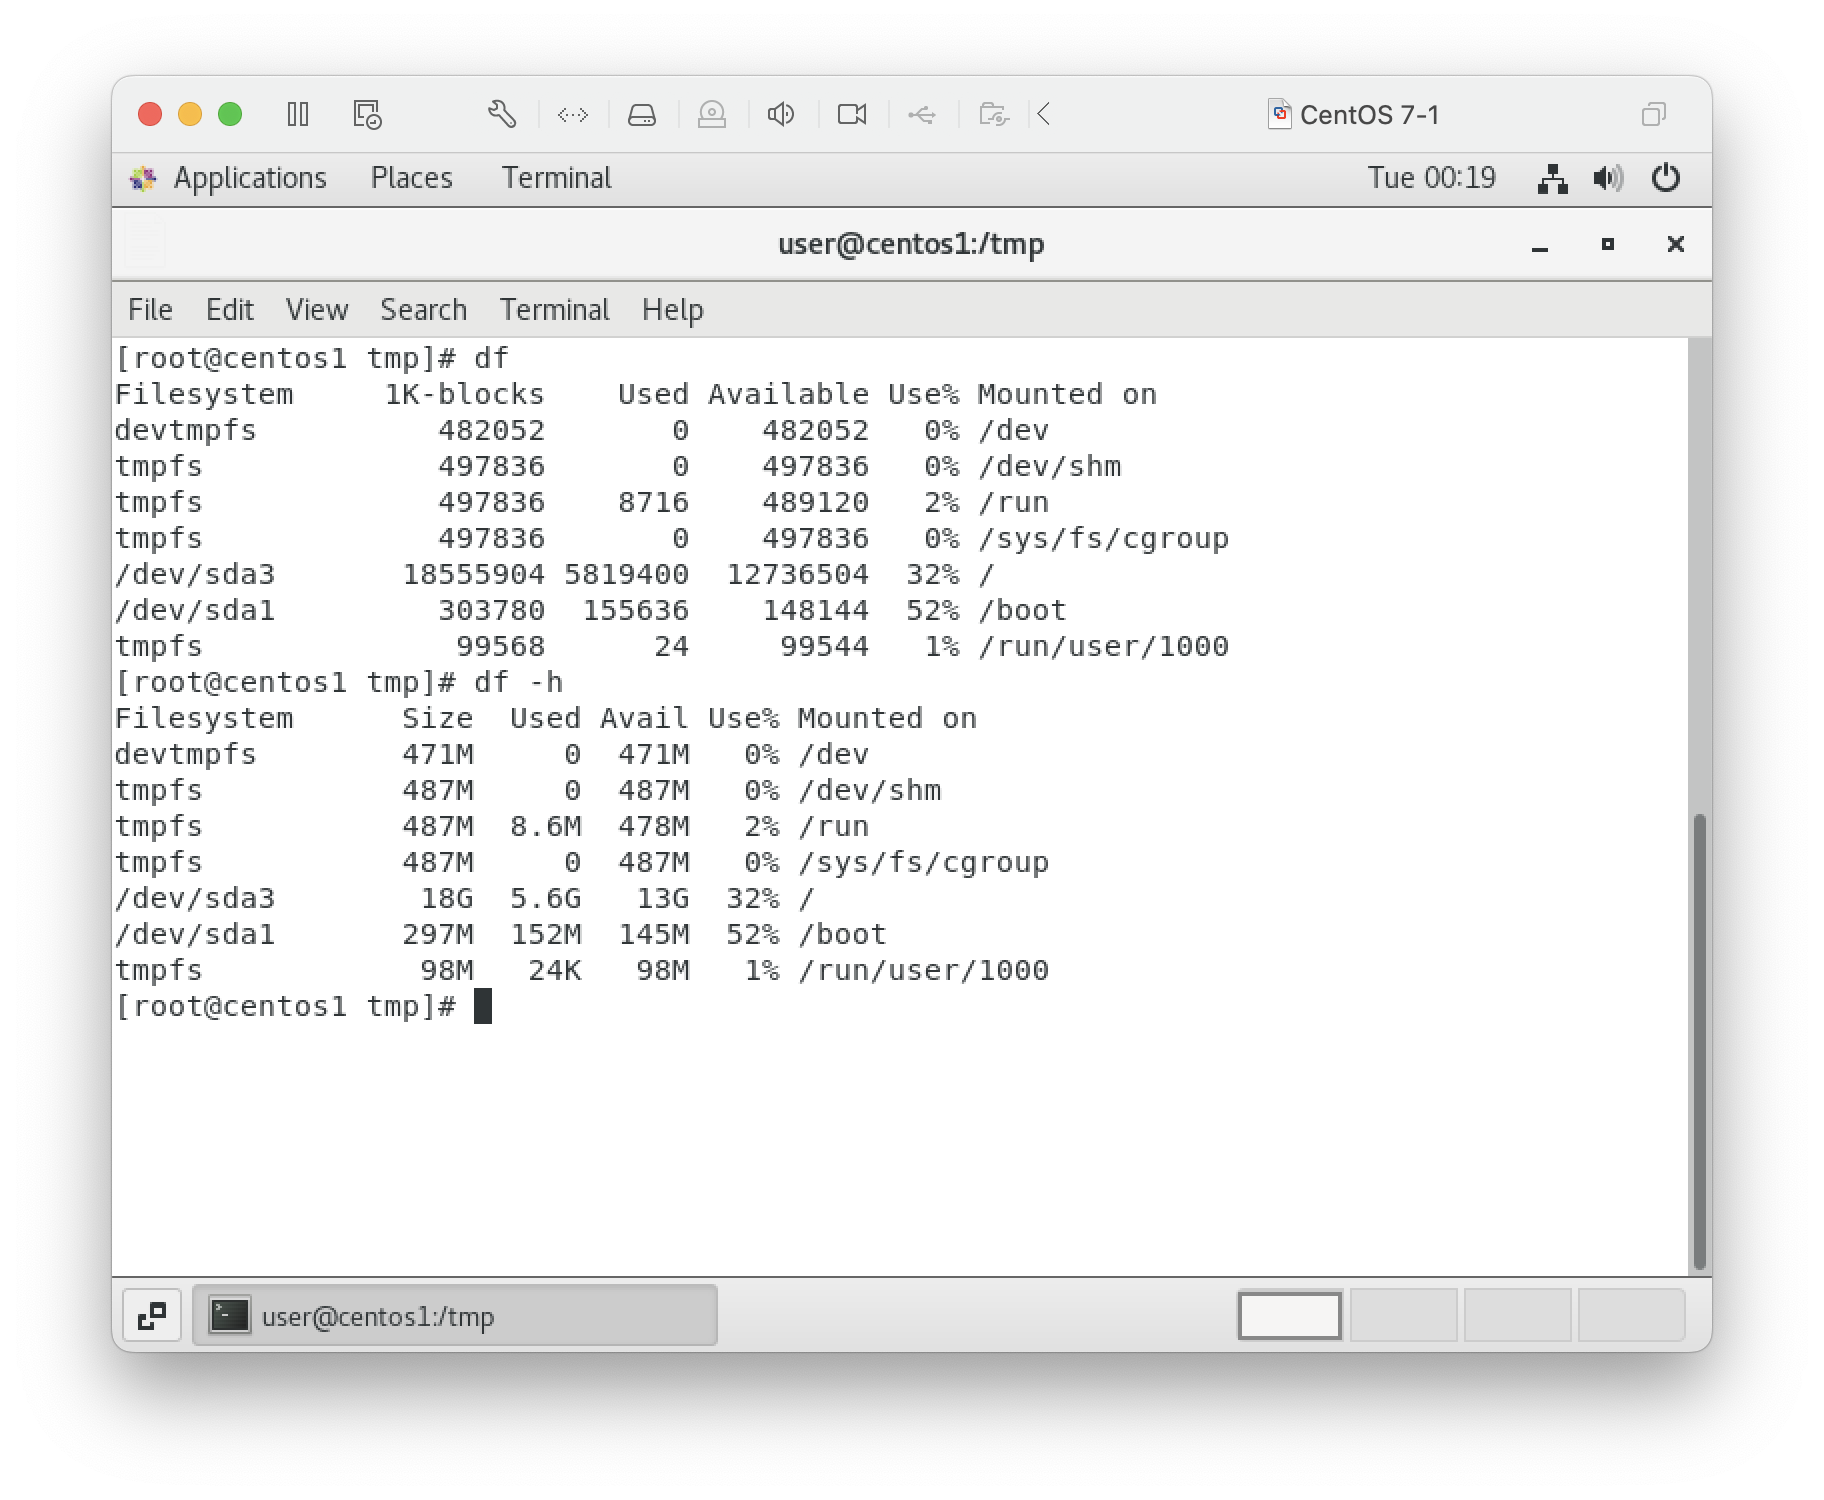 CentOS 7-1
Applications Places Terminal Tue 00:19
user@centos1:/tmp
File Edit View Search Terminal Help
[root@centos1 tmp]# df
Filesystem     1K-blocks    Used Available Use% Mounted on
devtmpfs          482052       0    482052   0% /dev
tmpfs             497836       0    497836   0% /dev/shm
tmpfs             497836    8716    489120   2% /run
tmpfs             497836       0    497836   0% /sys/fs/cgroup
/dev/sda3       18555904 5819400  12736504  32% /
/dev/sda1         303780  155636    148144  52% /boot
tmpfs              99568      24     99544   1% /run/user/1000
[root@centos1 tmp]# df -h
Filesystem      Size  Used Avail Use% Mounted on
devtmpfs        471M     0  471M   0% /dev
tmpfs           487M     0  487M   0% /dev/shm
tmpfs           487M  8.6M  478M   2% /run
tmpfs           487M     0  487M   0% /sys/fs/cgroup
/dev/sda3        18G  5.6G   13G  32% /
/dev/sda1       297M  152M  145M  52% /boot
tmpfs            98M   24K   98M   1% /run/user/1000
[root@centos1 tmp]#
user@centos1:/tmp